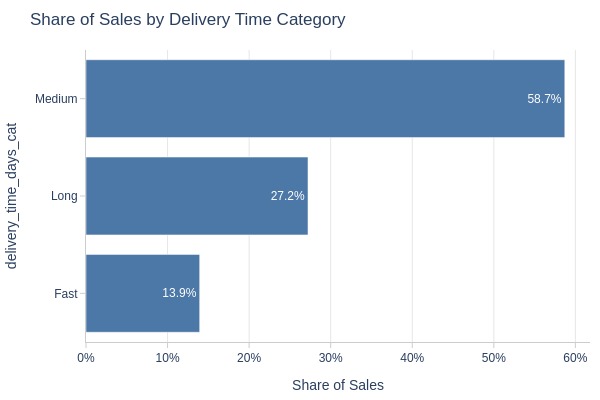 Share of Sales by Delivery Time Category
delivery_time_days_cat
Medium 58.7%
Long 27.2%
Fast 13.9%
0% 10% 20% 30% 40% 50% 60%
Share of Sales